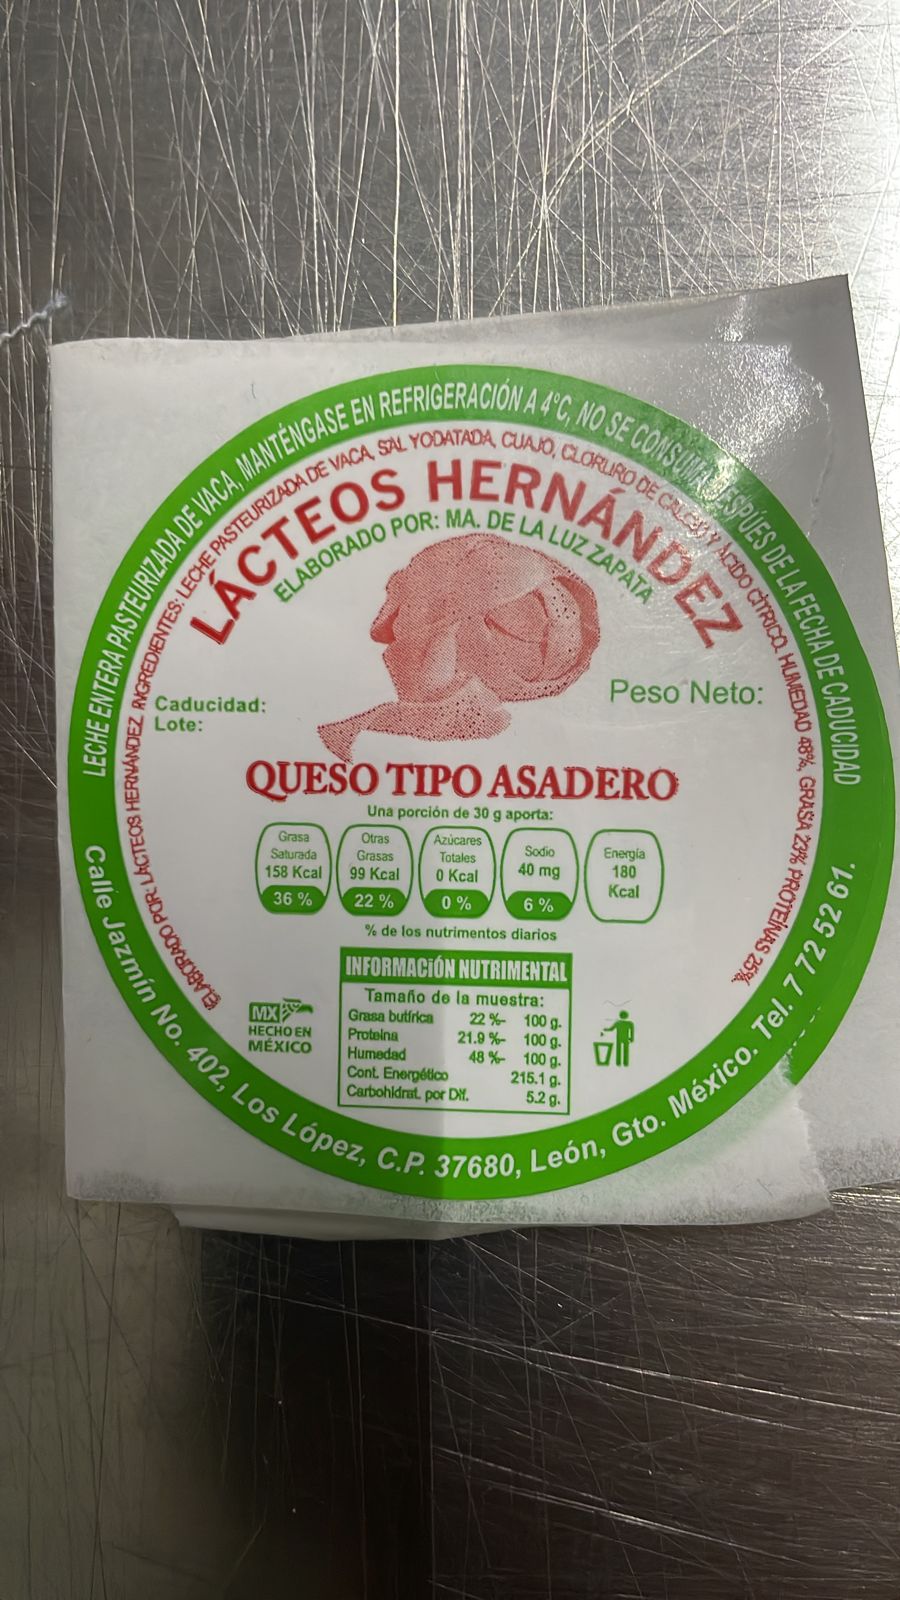 LECHE ENTERA PASTEURIZADA DE VACA, MANTÉNGASE EN REFRIGERACIÓN A 4°C, NO SE CONSUMA DESPÚES DE LA FECHA DE CADUCIDAD
ELABORADO POR: LÁCTEOS HERNÁNDEZ. INGREDIENTES: LECHE PASTEURIZADA DE VACA, SAL YODATADA, CUAJO, CLORURO DE CALCIO Y ACIDO CÍTRICO. HUMEDAD 48%, GRASA 23% PROTEÍNAS 25%.
LÁCTEOS HERNÁNDEZ
ELABORADO POR: MA. DE LA LUZ ZAPATA
Caducidad:
Lote:
Peso Neto:
QUESO TIPO ASADERO
Una porción de 30 g aporta:
Grasa Saturada 158 Kcal 36 %
Otras Grasas 99 Kcal 22 %
Azúcares Totales 0 Kcal 0 %
Sodio 40 mg 6 %
Energía 180 Kcal
% de los nutrimentos diarios
INFORMACIÓN NUTRIMENTAL
Tamaño de la muestra:
Grasa butírica 22 %- 100 g.
Proteina 21.9 %- 100 g.
Humedad 48 %- 100 g.
Cont. Energético 215.1 g.
Carbohidrat. por Dif. 5.2 g.
MX
HECHO EN
MÉXICO
Calle Jazmín No. 402, Los López, C.P. 37680, León, Gto. México. Tel. 7 72 52 61.